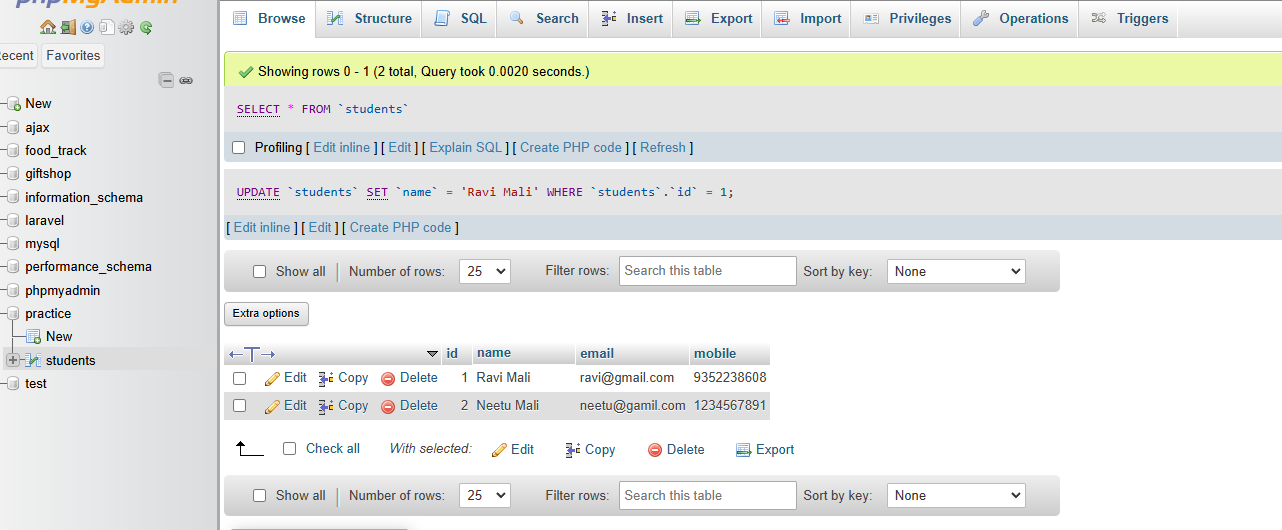 phpMyAdmin
Browse Structure SQL Search Insert Export Import Privileges Operations Triggers
ecent Favorites
New
ajax
food_track
giftshop
information_schema
laravel
mysql
performance_schema
phpmyadmin
practice
New
students
test
Showing rows 0 - 1 (2 total, Query took 0.0020 seconds.)
SELECT * FROM `students`
Profiling [ Edit inline ] [ Edit ] [ Explain SQL ] [ Create PHP code ] [ Refresh ]
UPDATE `students` SET `name` = 'Ravi Mali' WHERE `students`.`id` = 1;
[ Edit inline ] [ Edit ] [ Create PHP code ]
Show all Number of rows: 25 Filter rows: Search this table Sort by key: None
Extra options
←T→ id name email mobile
Edit Copy Delete 1 Ravi Mali ravi@gmail.com 9352238608
Edit Copy Delete 2 Neetu Mali neetu@gamil.com 1234567891
Check all With selected: Edit Copy Delete Export
Show all Number of rows: 25 Filter rows: Search this table Sort by key: None